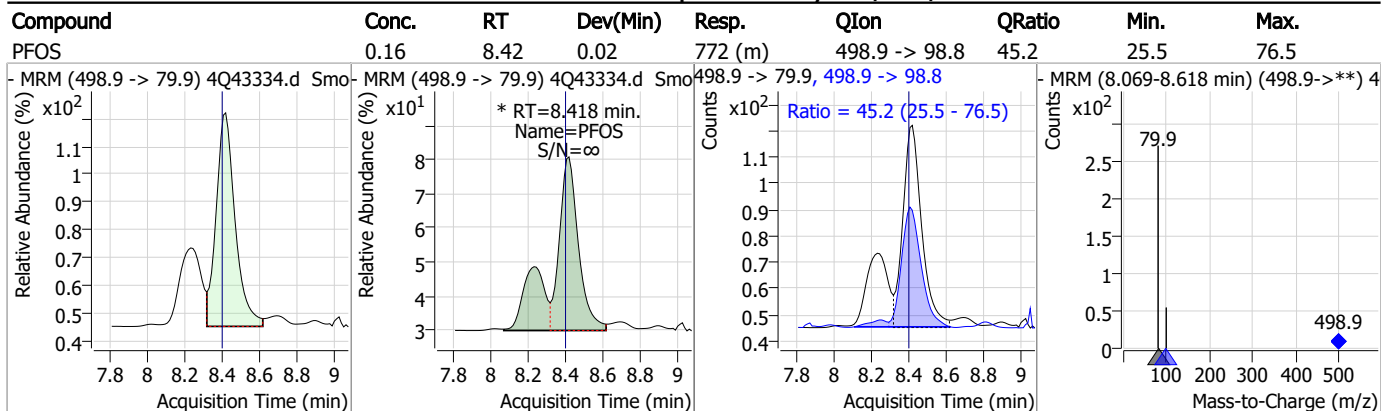 Compound Conc. RT Dev(Min) Resp. QIon QRatio Min. Max.
PFOS 0.16 8.42 0.02 772 (m) 498.9 -> 98.8 45.2 25.5 76.5
- MRM (498.9 -> 79.9) 4Q43334.d Smo
Relative Abundance (%)
x10²
1.1
1
0.9
0.8
0.7
0.6
0.5
0.4
7.8 8 8.2 8.4 8.6 8.8 9
Acquisition Time (min)
- MRM (498.9 -> 79.9) 4Q43334.d Smo
Relative Abundance (%)
x10¹
* RT=8.418 min.
Name=PFOS
S/N=∞
8
7
6
5
4
3
7.8 8 8.2 8.4 8.6 8.8 9
Acquisition Time (min)
498.9 -> 79.9, 498.9 -> 98.8
Counts
x10²
Ratio = 45.2 (25.5 - 76.5)
1.1
1
0.9
0.8
0.7
0.6
0.5
0.4
7.8 8 8.2 8.4 8.6 8.8 9
Acquisition Time (min)
- MRM (8.069-8.618 min) (498.9->**) 4
Counts
x10²
79.9
2.5
2
1.5
1
0.5
498.9
0
100 200 300 400 500
Mass-to-Charge (m/z)